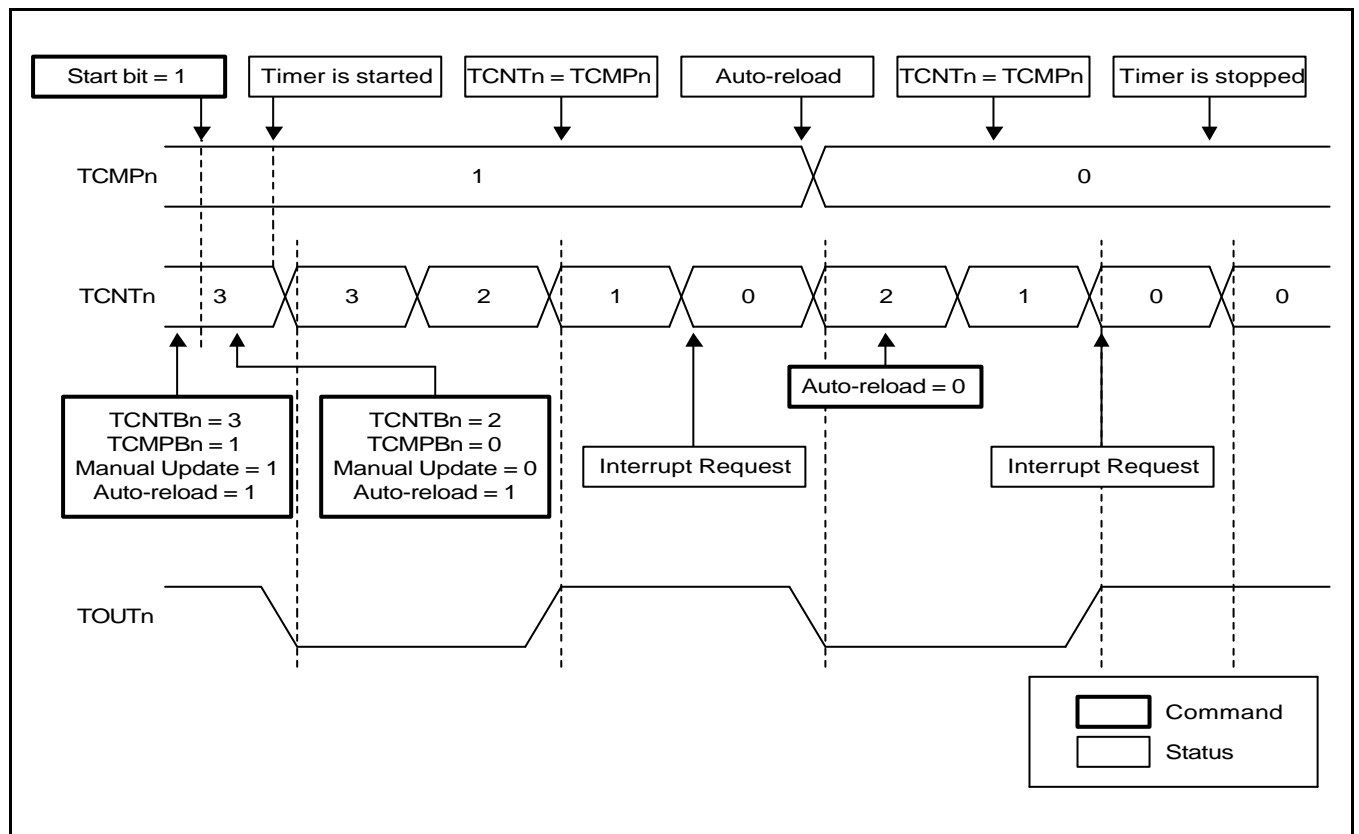 Start bit = 1
Timer is started
TCNTn = TCMPn
Auto-reload
TCNTn = TCMPn
Timer is stopped
TCMPn
1
0
TCNTn
3
3
2
1
0
2
1
0
0
Auto-reload = 0
TCNTBn = 3
TCMPBn = 1
Manual Update = 1
Auto-reload = 1
TCNTBn = 2
TCMPBn = 0
Manual Update = 0
Auto-reload = 1
Interrupt Request
Interrupt Request
TOUTn
Command
Status